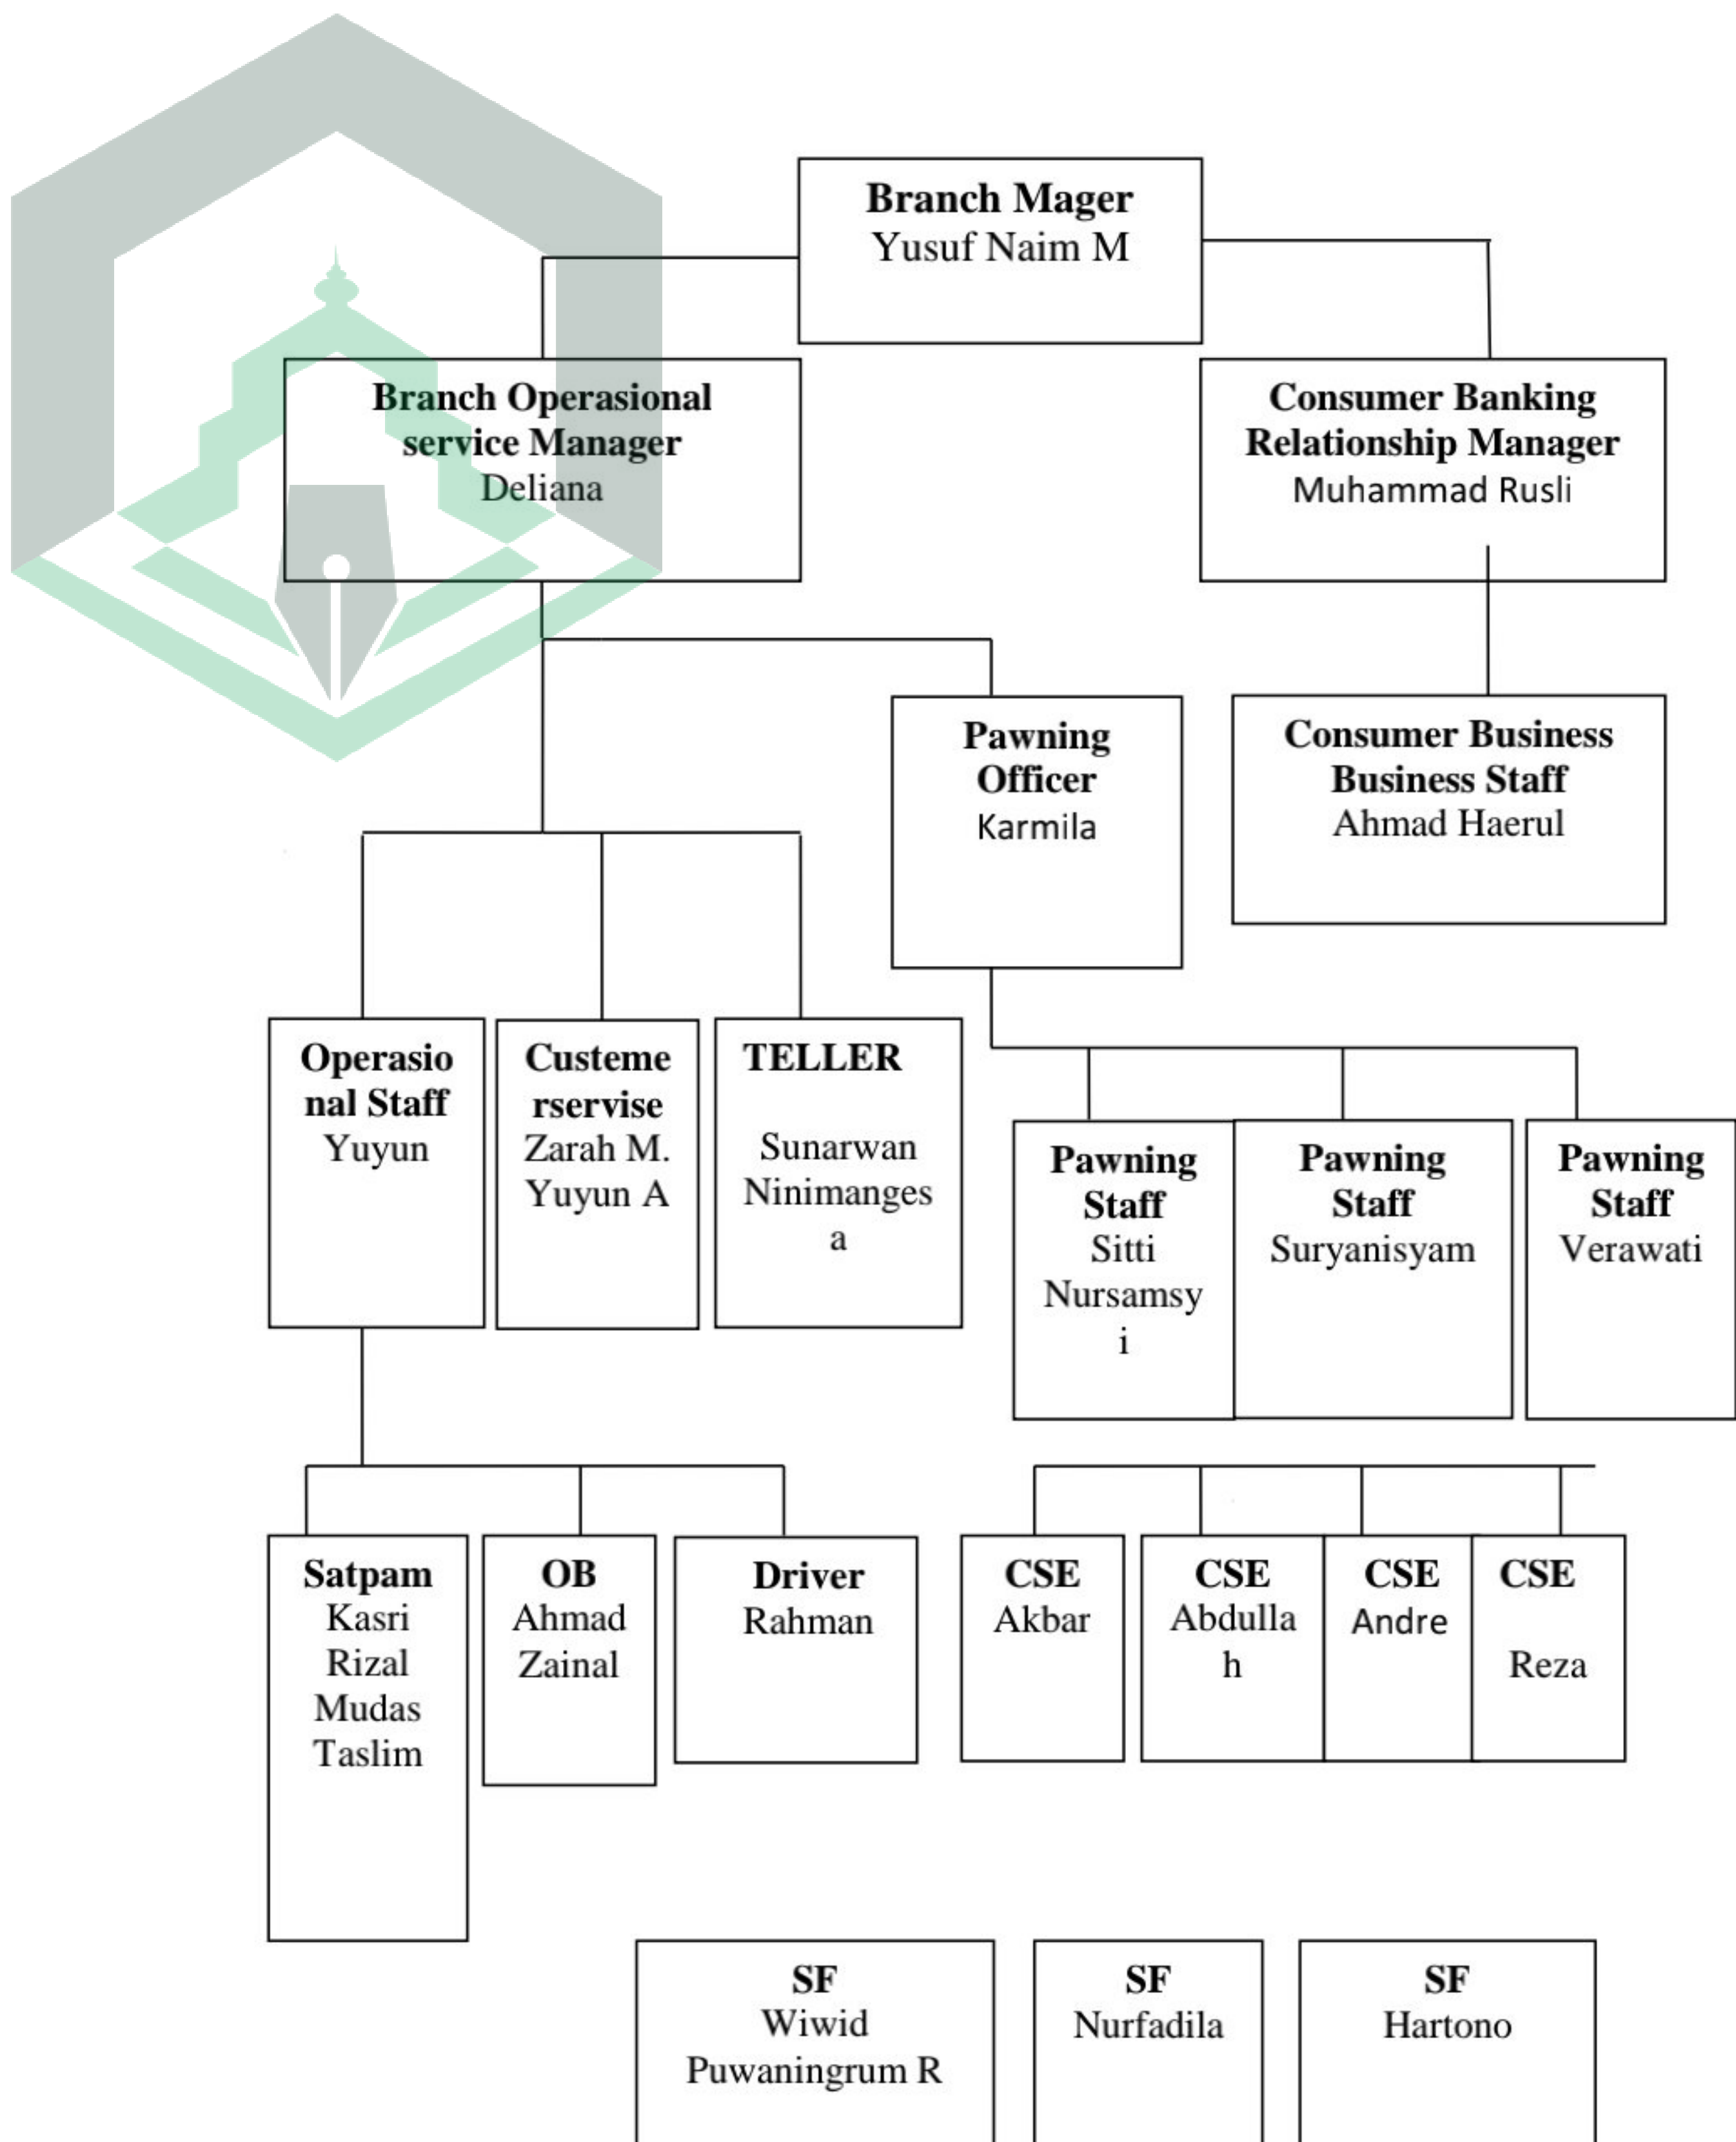 Branch Mager
Yusuf Naim M
Branch Operasional
service Manager
Deliana
Consumer Banking
Relationship Manager
Muhammad Rusli
Pawning
Officer
Karmila
Consumer Business
Business Staff
Ahmad Haerul
Operasio
nal Staff
Yuyun
Custeme
rservise
Zarah M.
Yuyun A
TELLER
Sunarwan
Ninimanges
a
Pawning
Staff
Sitti
Nursamsy
i
Pawning
Staff
Suryanisyam
Pawning
Staff
Verawati
Satpam
Kasri
Rizal
Mudas
Taslim
OB
Ahmad
Zainal
Driver
Rahman
CSE
Akbar
CSE
Abdulla
h
CSE
Andre
CSE
Reza
SF
Wiwid
Puwaningrum R
SF
Nurfadila
SF
Hartono